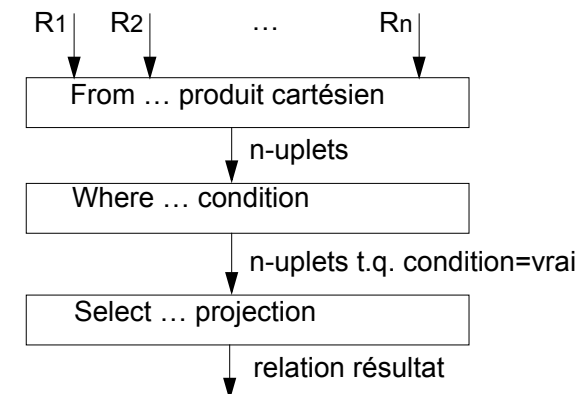 R1 R2 … Rn
From … produit cartésien
n-uplets
Where … condition
n-uplets t.q. condition=vrai
Select … projection
relation résultat